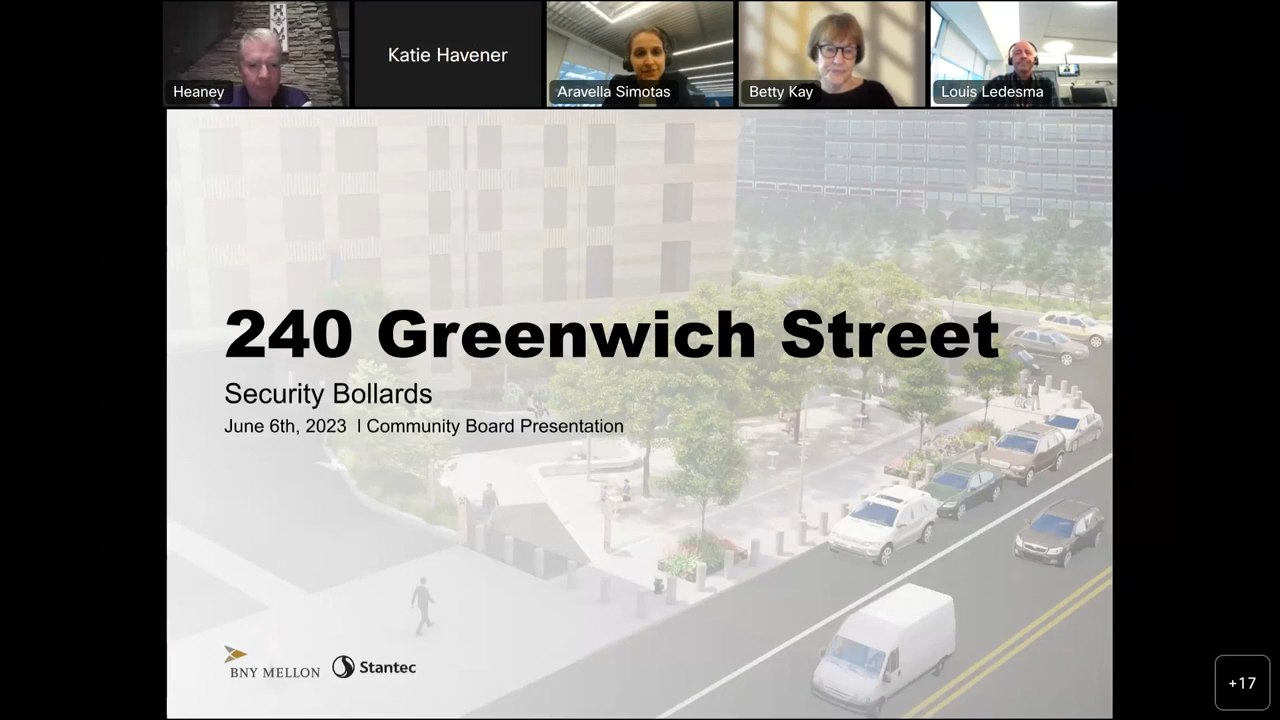 Heaney
Katie Havener
Aravella Simotas
Betty Kay
Louis Ledesma
240 Greenwich Street
Security Bollards
June 6th, 2023 | Community Board Presentation
BNY MELLON
Stantec
+17